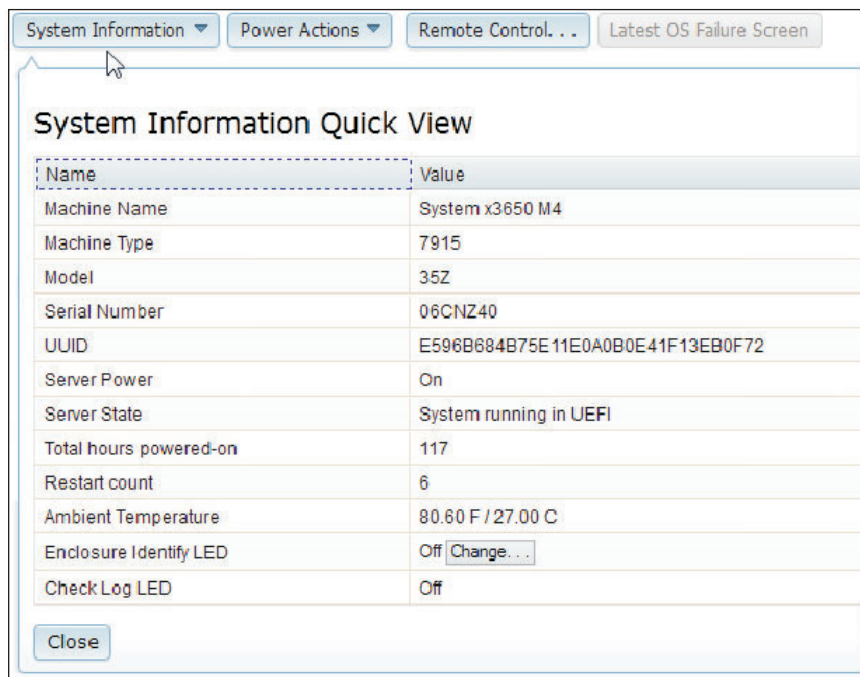 System Information Power Actions Remote Control. . . Latest OS Failure Screen
System Information Quick View
Name Value
Machine Name System x3650 M4
Machine Type 7915
Model 35Z
Serial Number 06CNZ40
UUID E596B684B75E11E0A0B0E41F13EB0F72
Server Power On
Server State System running in UEFI
Total hours powered-on 117
Restart count 6
Ambient Temperature 80.60 F / 27.00 C
Enclosure Identify LED Off Change. . .
Check Log LED Off
Close